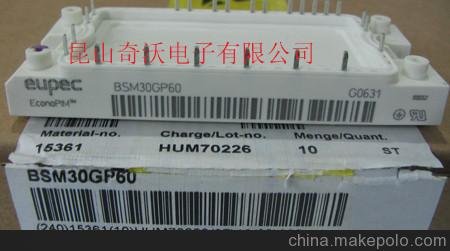 昆山奇沃电子有限公司
eupec
BSM30GP60
G0631
EconoPIM™
Material-no. Charge/Lot-no. Menge/Quant.
15361 HUM70226 10 ST
BSM30GP60
china.makepolo.com